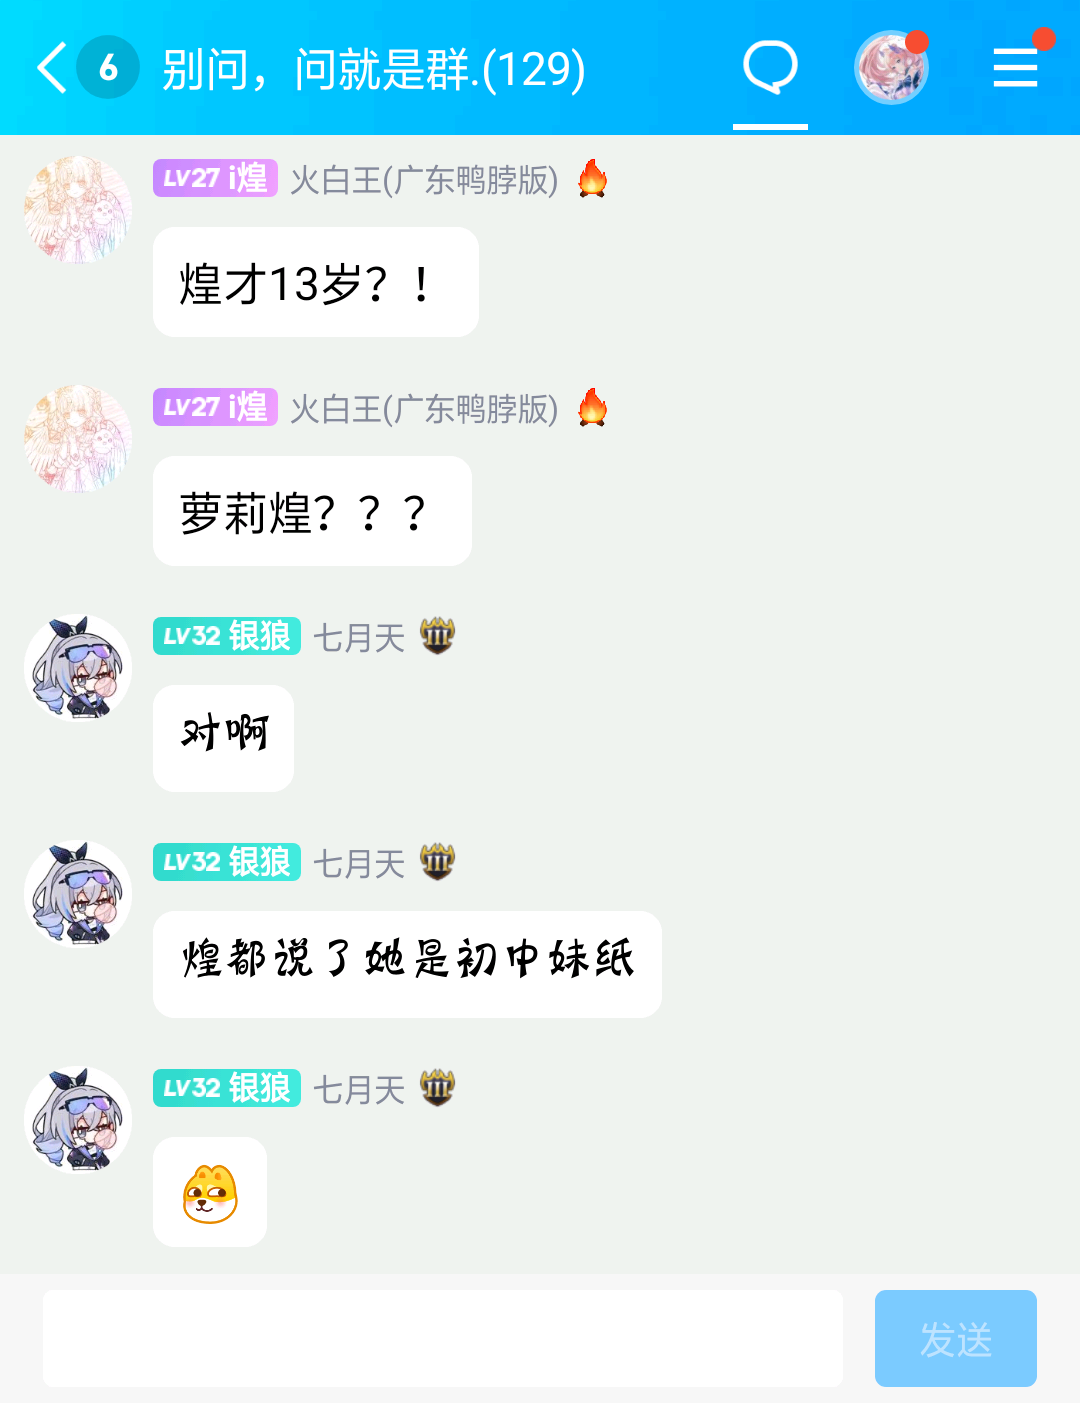 6 别问，问就是群.(129)
LV27 i煌 火白王(广东鸭脖版)
煌才13岁？！
LV27 i煌 火白王(广东鸭脖版)
萝莉煌？？？
LV32 银狼 七月天
对啊
LV32 银狼 七月天
煌都说了她是初中妹纸
LV32 银狼 七月天
发送